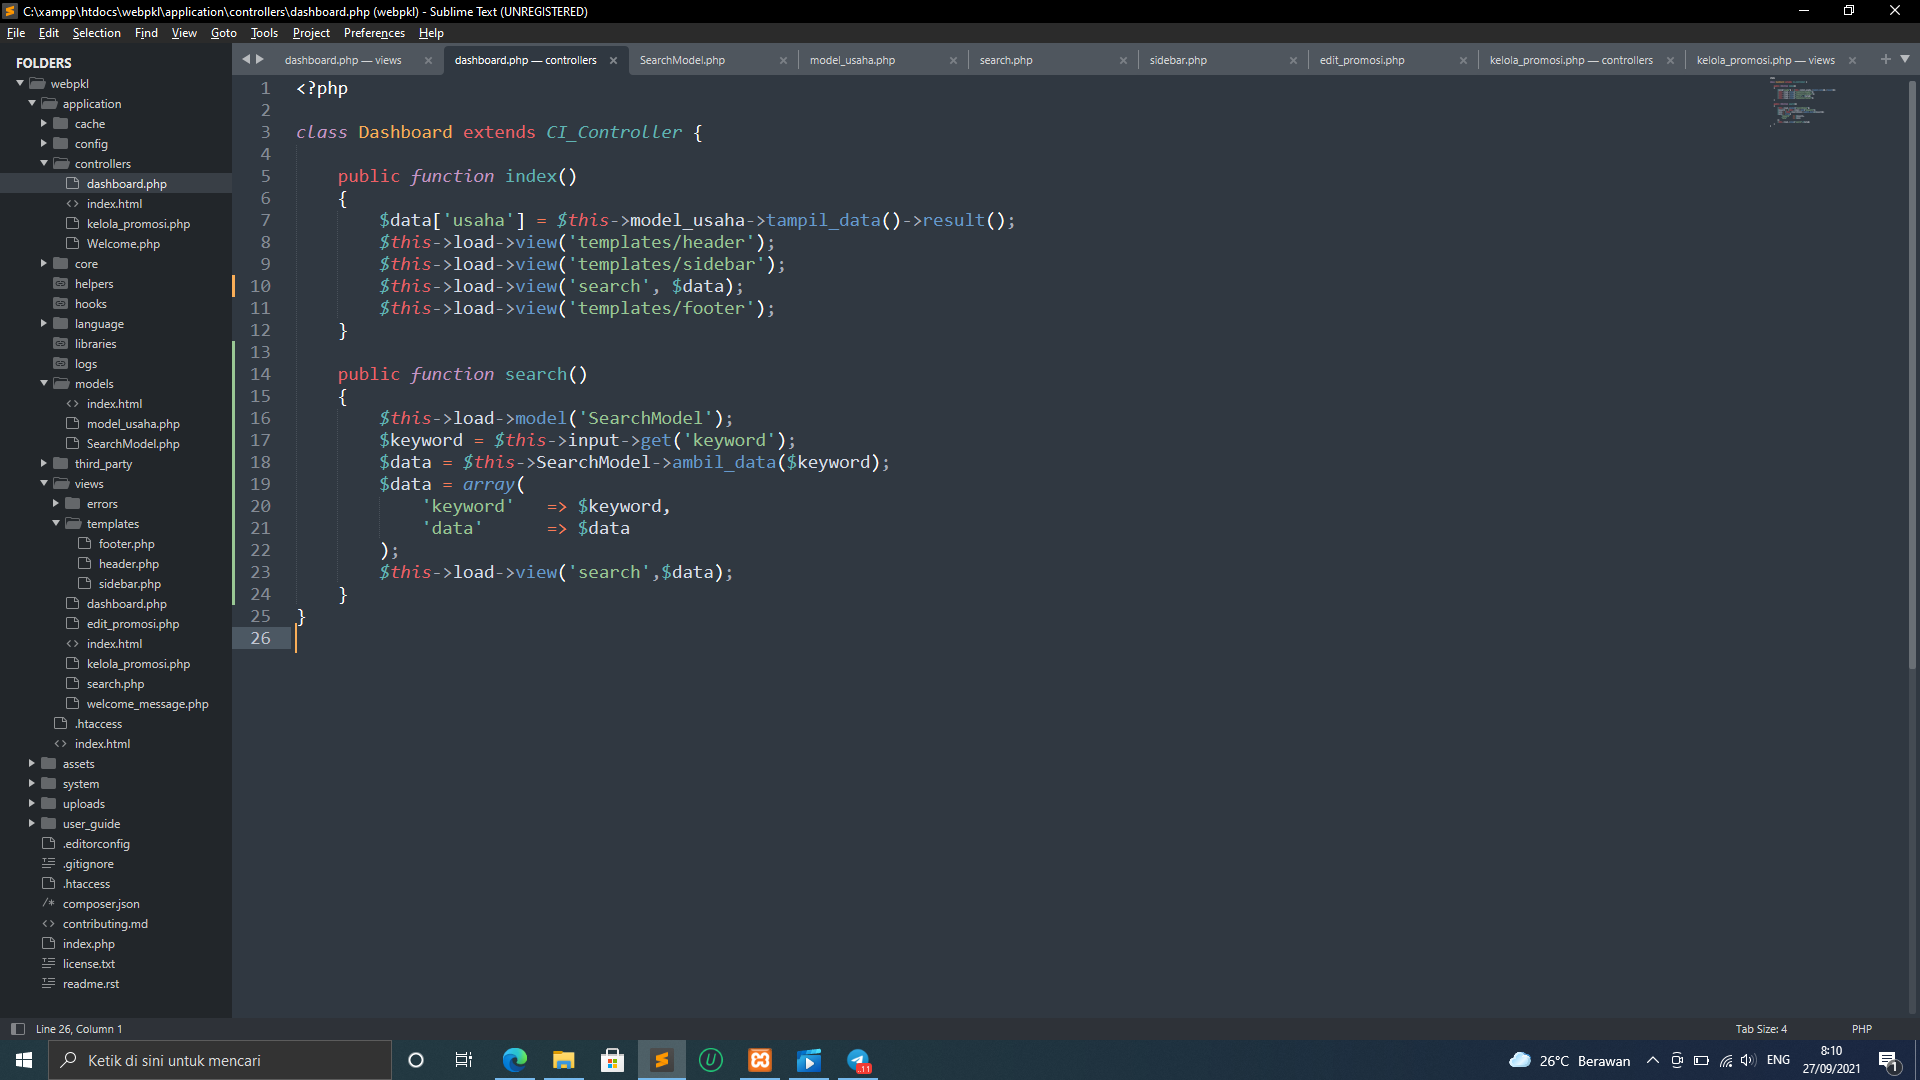 C:\xampp\htdocs\webpkl\application\controllers\dashboard.php (webpkl) - Sublime Text (UNREGISTERED)
File Edit Selection Find View Goto Tools Project Preferences Help
FOLDERS
webpkl
application
cache
config
controllers
dashboard.php
index.html
kelola_promosi.php
Welcome.php
core
helpers
hooks
language
libraries
logs
models
index.html
model_usaha.php
SearchModel.php
third_party
views
errors
templates
footer.php
header.php
sidebar.php
dashboard.php
edit_promosi.php
index.html
kelola_promosi.php
search.php
welcome_message.php
.htaccess
index.html
assets
system
uploads
user_guide
.editorconfig
.gitignore
.htaccess
composer.json
contributing.md
index.php
license.txt
readme.rst
dashboard.php — views dashboard.php — controllers SearchModel.php model_usaha.php search.php sidebar.php edit_promosi.php kelola_promosi.php — controllers kelola_promosi.php — views
1 <?php
2
3 class Dashboard extends CI_Controller {
4
5     public function index()
6     {
7         $data['usaha'] = $this->model_usaha->tampil_data()->result();
8         $this->load->view('templates/header');
9         $this->load->view('templates/sidebar');
10         $this->load->view('search', $data);
11         $this->load->view('templates/footer');
12     }
13
14     public function search()
15     {
16         $this->load->model('SearchModel');
17         $keyword = $this->input->get('keyword');
18         $data = $this->SearchModel->ambil_data($keyword);
19         $data = array(
20             'keyword'   => $keyword,
21             'data'      => $data
22         );
23         $this->load->view('search',$data);
24     }
25 }
26
Line 26, Column 1 Tab Size: 4 PHP
Ketik di sini untuk mencari
..11
26°C Berawan
ENG
8:10
27/09/2021
1